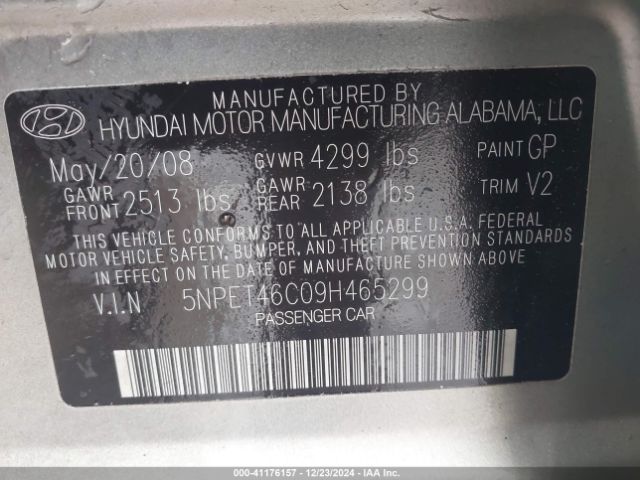 MANUFACTURED BY
HYUNDAI MOTOR MANUFACTURING ALABAMA, LLC
May/20/08 GVWR 4299 lbs PAINT GP
GAWR FRONT 2513 lbs GAWR REAR 2138 lbs TRIM V2
THIS VEHICLE CONFORMS TO ALL APPLICABLE U.S.A. FEDERAL
MOTOR VEHICLE SAFETY, BUMPER, AND THEFT PREVENTION STANDARDS
IN EFFECT ON THE DATE OF MANUFACTURE SHOWN ABOVE
V.I.N 5NPET46C09H465299
PASSENGER CAR
000-41176157 - 12/23/2024 - IAA Inc.